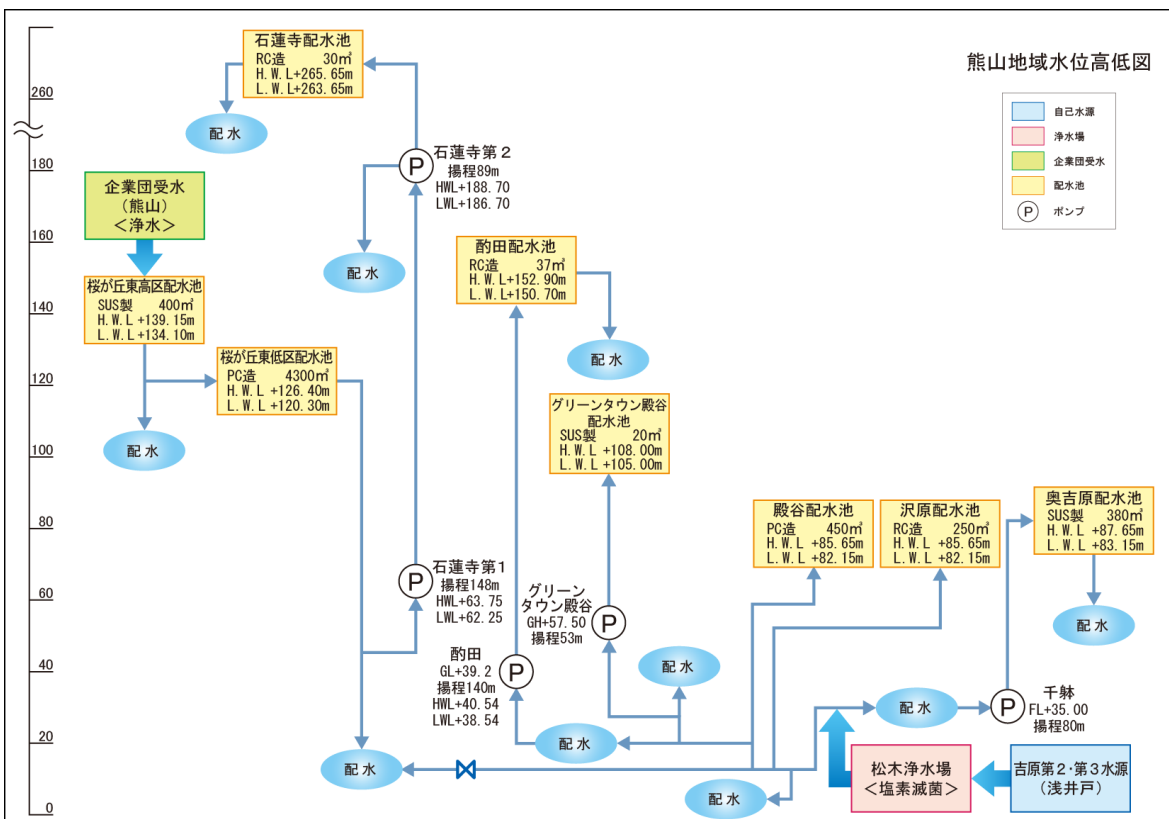 熊山地域水位高低図
自己水源
浄水場
企業団受水
配水池
P
ポンプ
260
180
160
140
120
100
80
60
40
20
0
石蓮寺配水池
RC造 30㎥
H.W.L+265.65m
L.W.L+263.65m
配水
P
石蓮寺第2
揚程89m
HWL+188.70
LWL+186.70
配水
企業団受水
(熊山)
<浄水>
桜が丘東高区配水池
SUS製 400㎥
H.W.L +139.15m
L.W.L +134.10m
配水
桜が丘東低区配水池
PC造 4300㎥
H.W.L +126.40m
L.W.L +120.30m
酌田配水池
RC造 37㎥
H.W.L+152.90m
L.W.L+150.70m
配水
グリーンタウン殿谷
配水池
SUS製 20㎥
H.W.L +108.00m
L.W.L +105.00m
殿谷配水池
PC造 450㎥
H.W.L +85.65m
L.W.L +82.15m
沢原配水池
RC造 250㎥
H.W.L +85.65m
L.W.L +82.15m
奥吉原配水池
SUS製 380㎥
H.W.L +87.65m
L.W.L +83.15m
配水
P
石蓮寺第1
揚程148m
HWL+63.75
LWL+62.25
グリーン
タウン殿谷
GH+57.50
揚程53m
P
酌田
GL+39.2
揚程140m
HWL+40.54
LWL+38.54
P
配水
配水
配水
配水
配水
P
千躰
FL+35.00
揚程80m
松木浄水場
<塩素滅菌>
吉原第2・第3水源
(浅井戸)